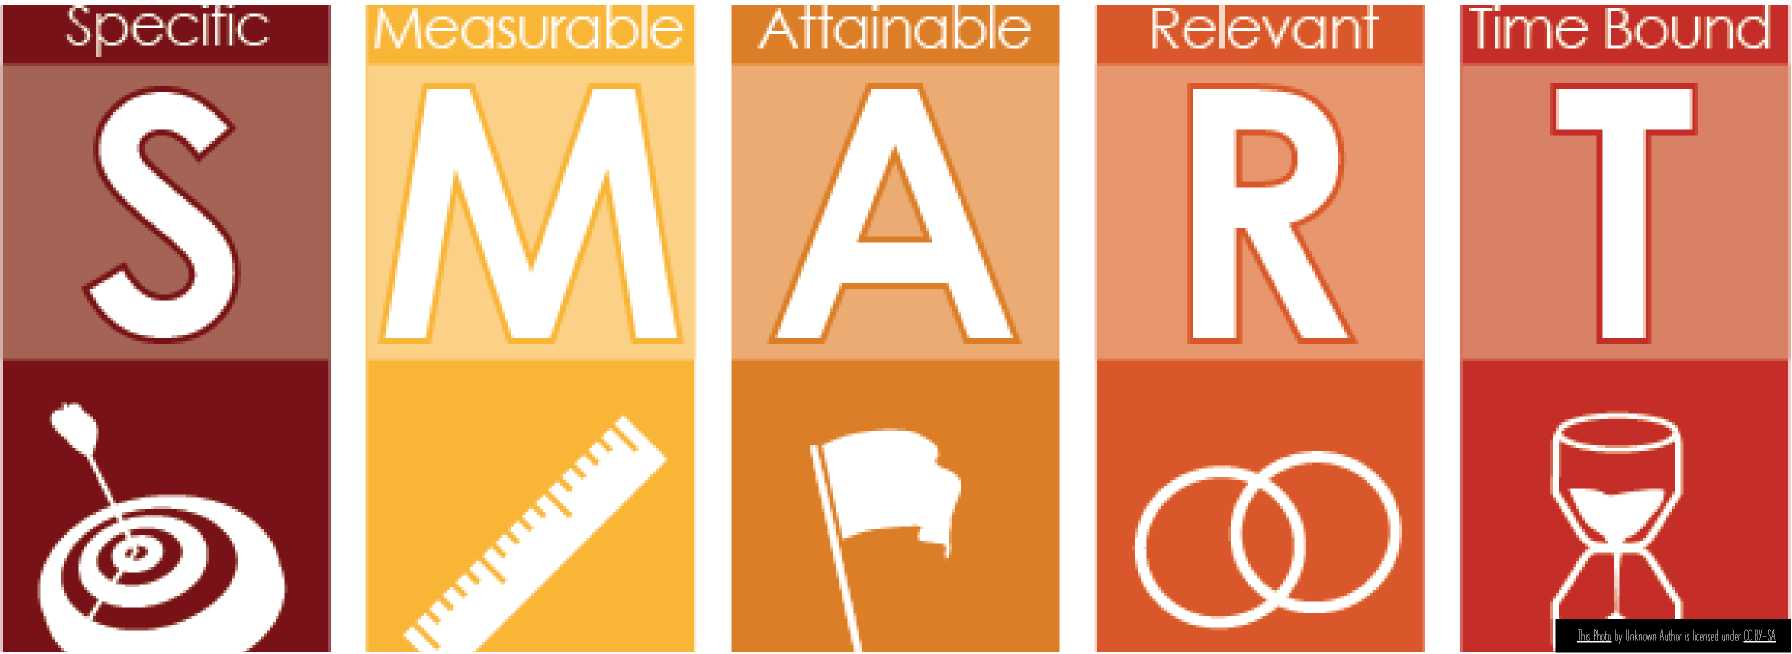 Specific Measurable Attainable Relevant Time Bound
S M A R T
This Photo by Unknown Author is licensed under CC BY-SA